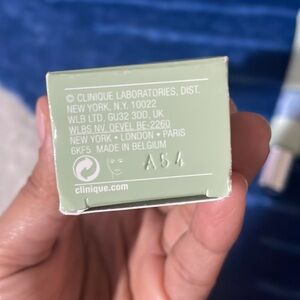 © CLINIQUE LABORATORIES, DIST.
NEW YORK, N.Y. 10022
WLB LTD, GU32 3DD, UK
WLBS NV. OEVEL BE-2260
NEW YORK • LONDON • PARIS
6KF5 MADE IN BELGIUM
A54
clinique.com